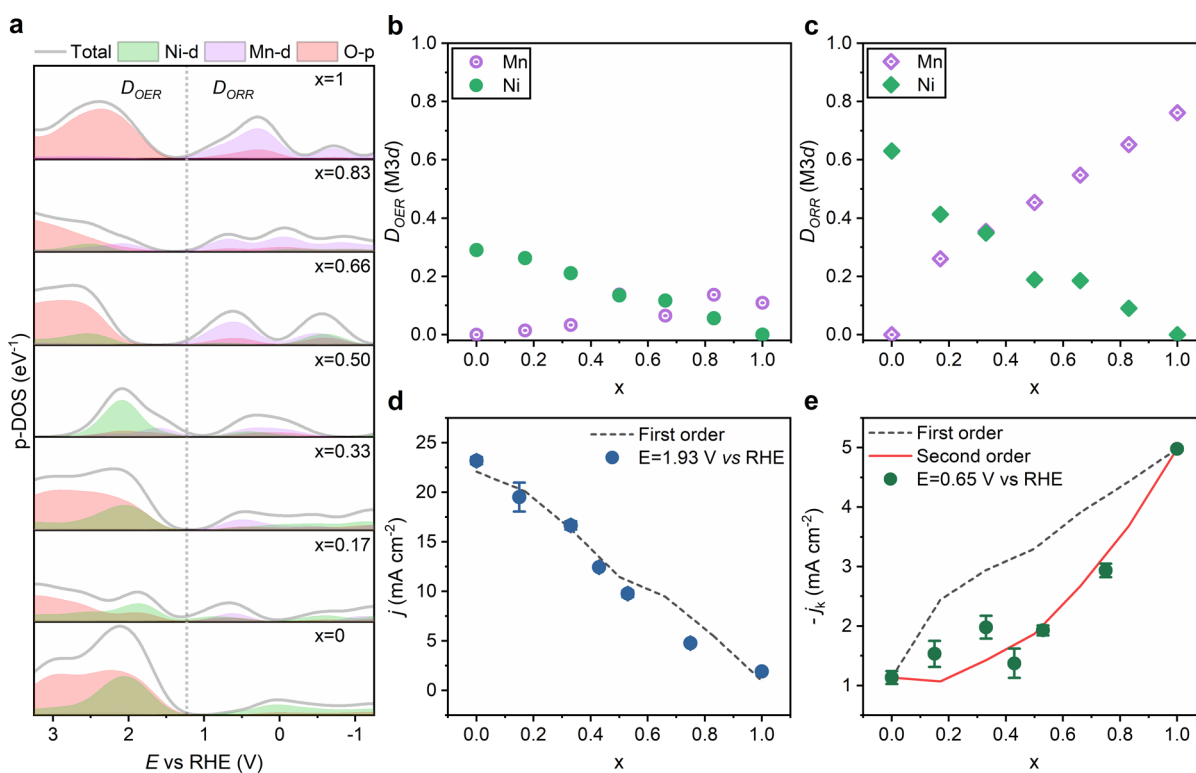 a
Total Ni-d Mn-d O-p
D_OER D_ORR x=1
x=0.83
x=0.66
x=0.50
x=0.33
x=0.17
x=0
p-DOS (eV⁻¹)
3 2 1 0 -1
E vs RHE (V)
b
1.0
0.8
0.6
0.4
0.2
0.0
D_OER (M3d)
Mn
Ni
0.0 0.2 0.4 0.6 0.8 1.0
x
c
1.0
0.8
0.6
0.4
0.2
0.0
D_ORR (M3d)
Mn
Ni
0.0 0.2 0.4 0.6 0.8 1.0
x
d
25
20
15
10
5
0
j (mA cm⁻²)
First order
E=1.93 V vs RHE
0.0 0.2 0.4 0.6 0.8 1.0
x
e
5
4
3
2
1
- j_k (mA cm⁻²)
First order
Second order
E=0.65 V vs RHE
0.0 0.2 0.4 0.6 0.8 1.0
x